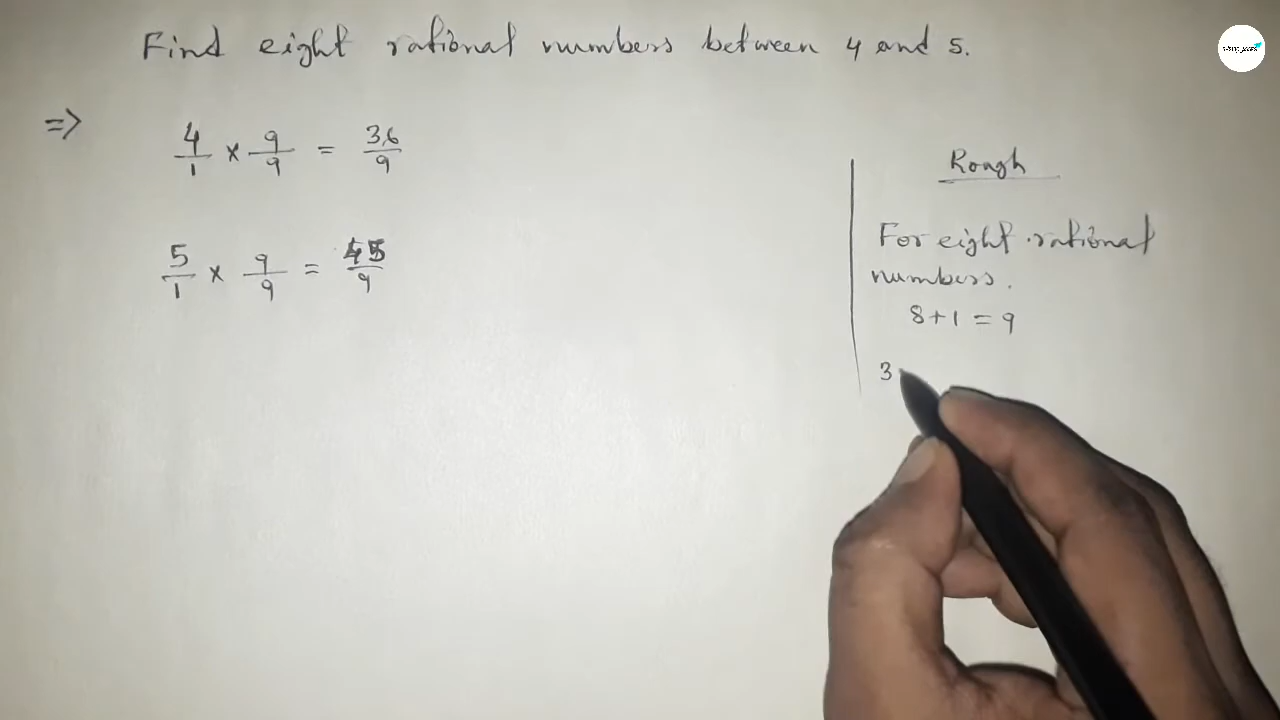 Find eight rational numbers between 4 and 5.
=> 4/1 × 9/9 = 36/9
5/1 × 9/9 = 45/9
Rough
For eight rational
numbers.
8+1 = 9
3